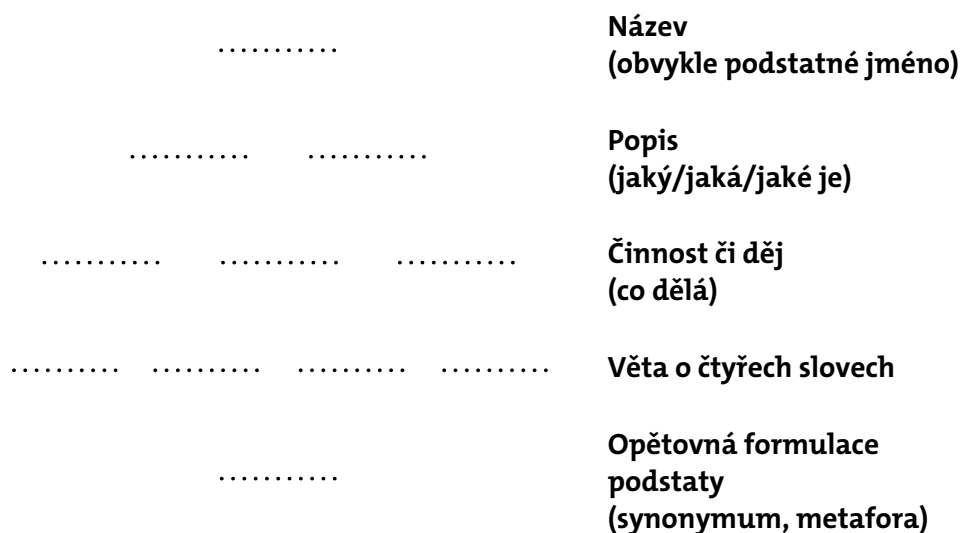 Název
........... (obvykle podstatné jméno)
Popis
........... ........... (jaký/jaká/jaké je)
........... ........... ........... Činnost či děj
(co dělá)
.......... .......... .......... .......... Věta o čtyřech slovech
Opětovná formulace
........... podstaty
(synonymum, metafora)